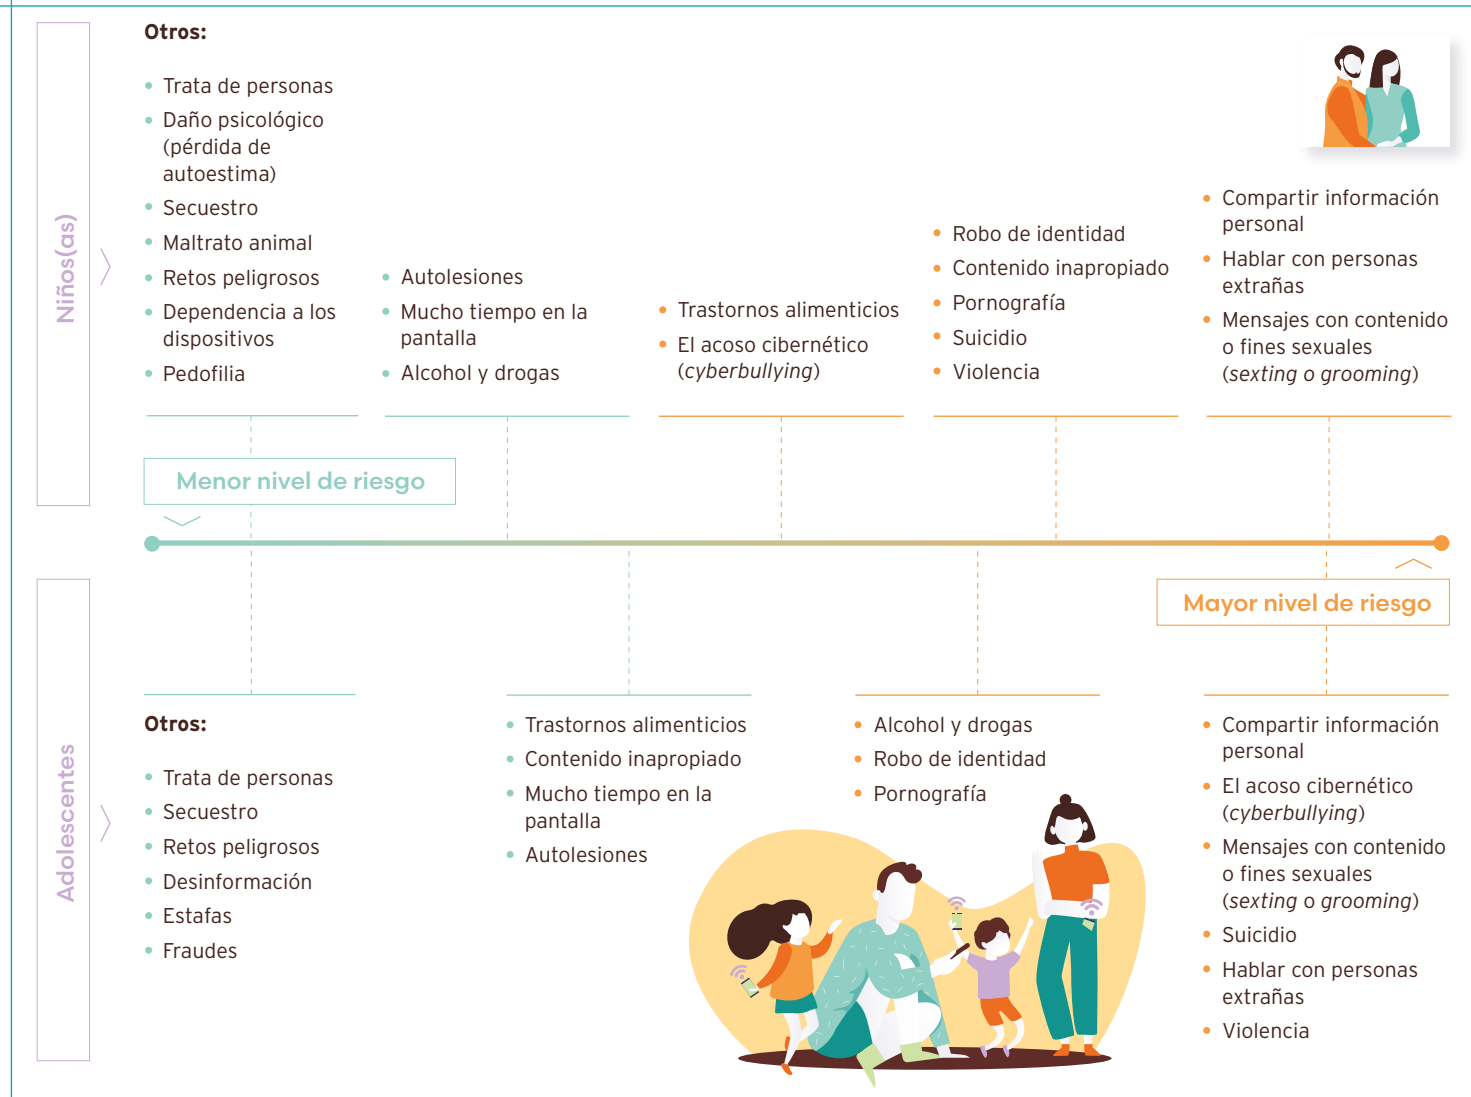 Niños(as)
Otros:
Trata de personas
Daño psicológico
(pérdida de
autoestima)
Secuestro
Maltrato animal
Retos peligrosos
Dependencia a los
dispositivos
Pedofilia
Autolesiones
Mucho tiempo en la
pantalla
Alcohol y drogas
Trastornos alimenticios
El acoso cibernético
(cyberbullying)
Robo de identidad
Contenido inapropiado
Pornografía
Suicidio
Violencia
Compartir información
personal
Hablar con personas
extrañas
Mensajes con contenido
o fines sexuales
(sexting o grooming)
Menor nivel de riesgo
Mayor nivel de riesgo
Adolescentes
Otros:
Trata de personas
Secuestro
Retos peligrosos
Desinformación
Estafas
Fraudes
Trastornos alimenticios
Contenido inapropiado
Mucho tiempo en la
pantalla
Autolesiones
Alcohol y drogas
Robo de identidad
Pornografía
Compartir información
personal
El acoso cibernético
(cyberbullying)
Mensajes con contenido
o fines sexuales
(sexting o grooming)
Suicidio
Hablar con personas
extrañas
Violencia